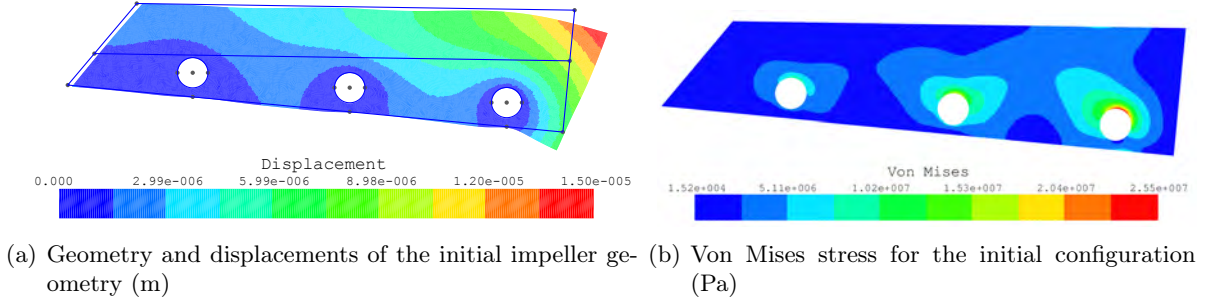 Displacement
0.000 2.99e-006 5.99e-006 8.98e-006 1.20e-005 1.50e-005
Von Mises
1.52e+004 5.11e+006 1.02e+007 1.53e+007 2.04e+007 2.55e+007
(a) Geometry and displacements of the initial impeller ge-
ometry (m)
(b) Von Mises stress for the initial configuration
(Pa)